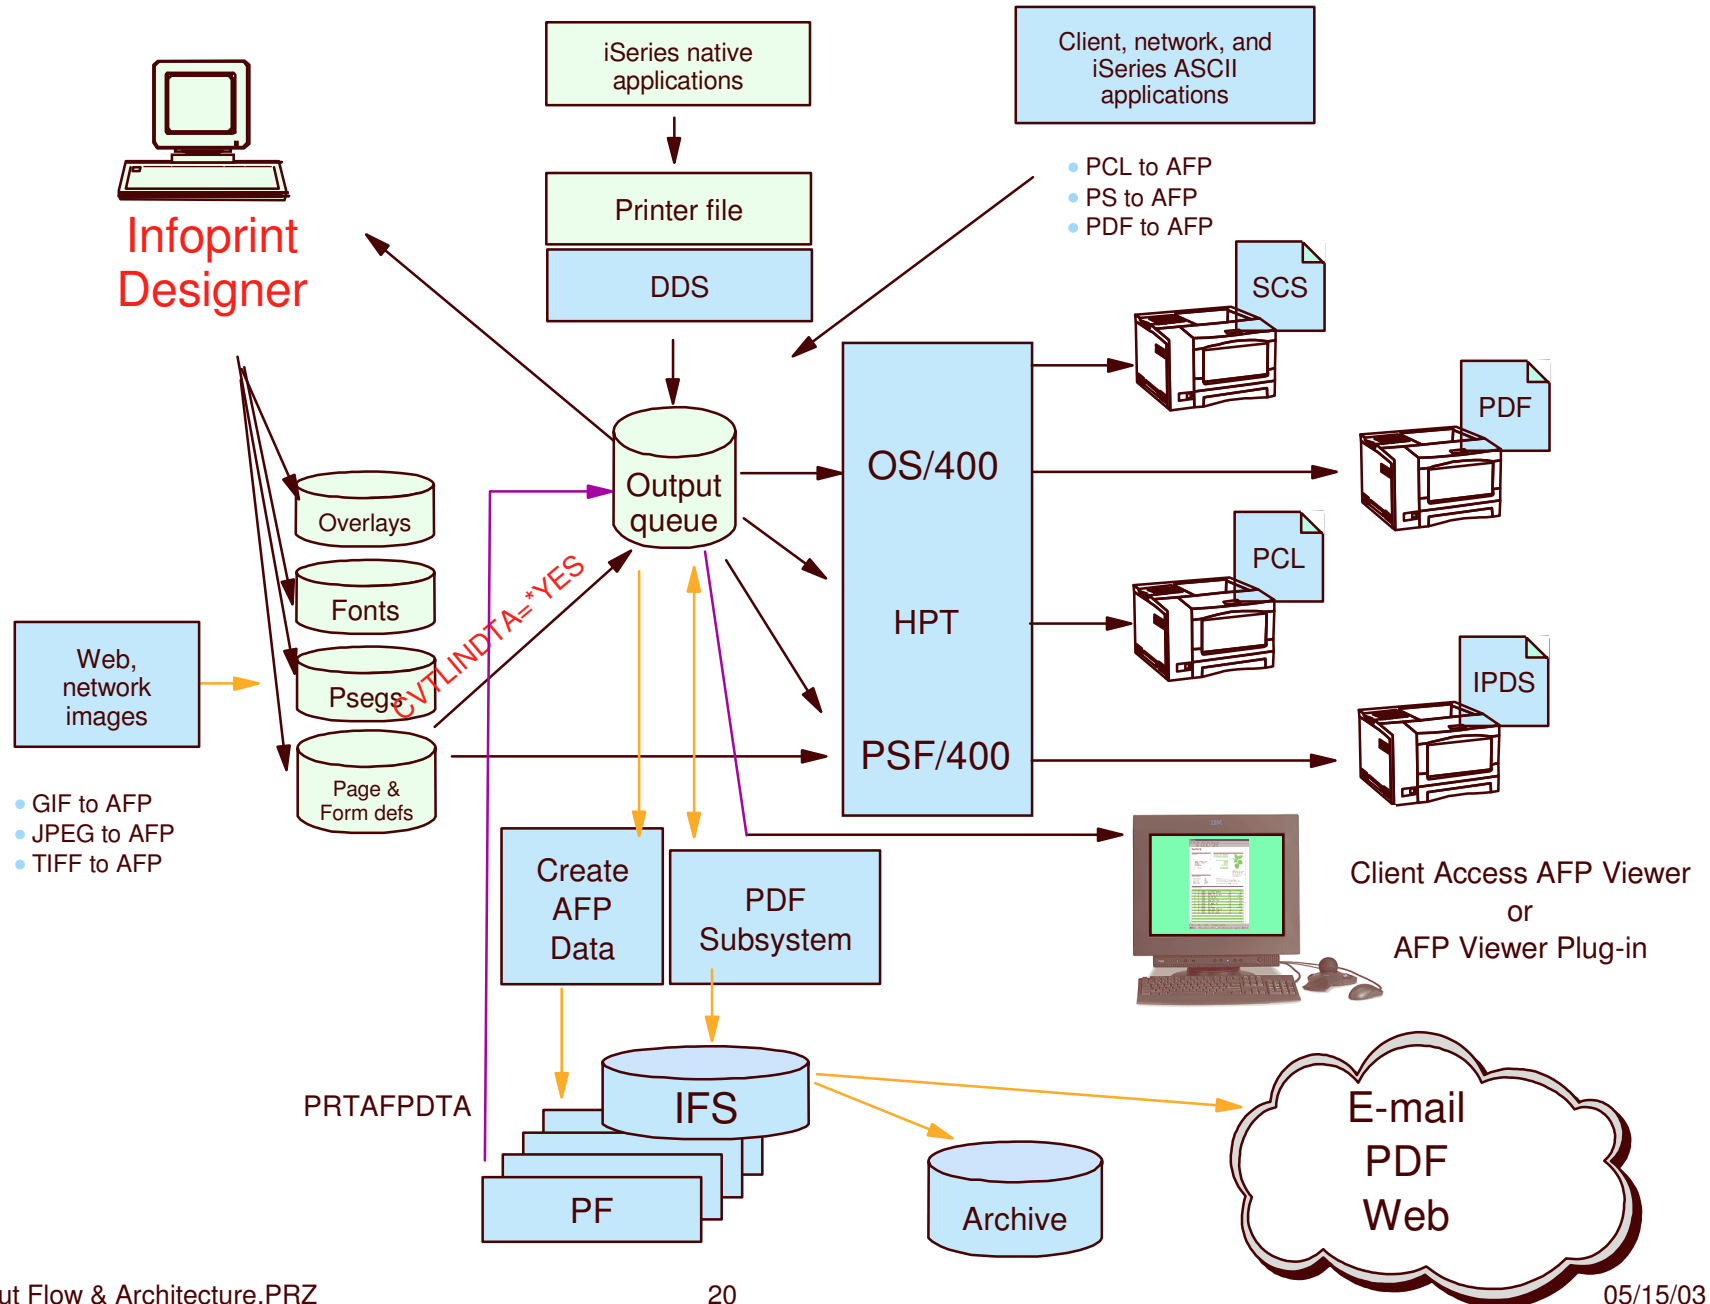 iSeries native
applications
Client, network, and
iSeries ASCII
applications
PCL to AFP
PS to AFP
PDF to AFP
Infoprint
Designer
Printer file
DDS
SCS
PDF
OS/400
Output
queue
Overlays
Fonts
Psegs
Page &
Form defs
CVTLINDTA=*YES
HPT
PCL
Web,
network
images
IPDS
PSF/400
GIF to AFP
JPEG to AFP
TIFF to AFP
Create
AFP
Data
PDF
Subsystem
Client Access AFP Viewer
or
AFP Viewer Plug-in
PRTAFPDTA
IFS
PF
Archive
E-mail
PDF
Web
ut Flow & Architecture.PRZ
20
05/15/03